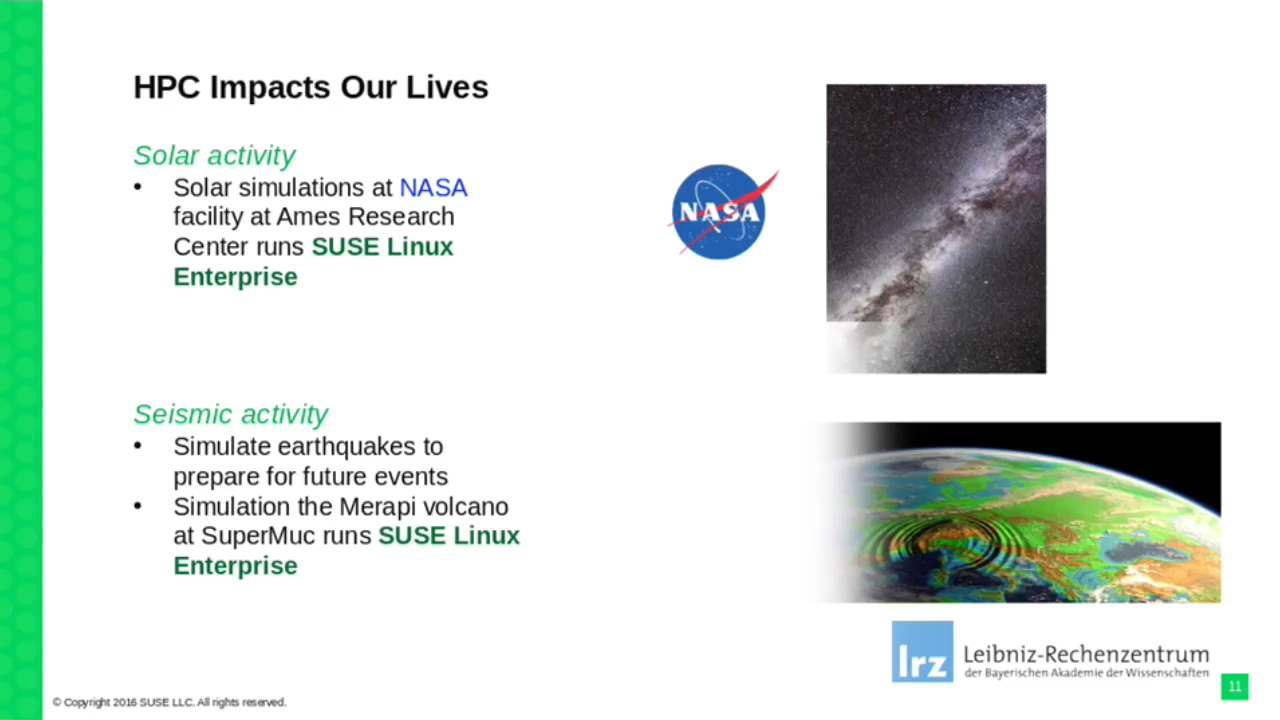 HPC Impacts Our Lives
Solar activity
• Solar simulations at NASA
facility at Ames Research
Center runs SUSE Linux
Enterprise
NASA
Seismic activity
• Simulate earthquakes to
prepare for future events
• Simulation the Merapi volcano
at SuperMuc runs SUSE Linux
Enterprise
lrz
Leibniz-Rechenzentrum
der Bayerischen Akademie der Wissenschaften
11
© Copyright 2016 SUSE LLC. All rights reserved.